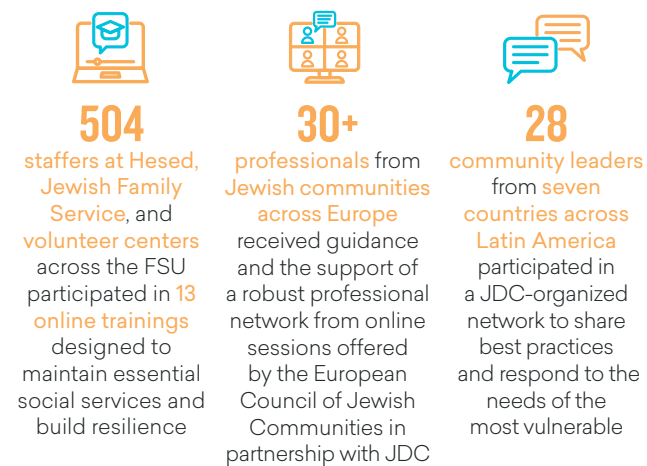 504
staffers at Hesed,
Jewish Family
Service, and
volunteer centers
across the FSU
participated in 13
online trainings
designed to
maintain essential
social services and
build resilience
30+
professionals from
Jewish communities
across Europe
received guidance
and the support of
a robust professional
network from online
sessions offered
by the European
Council of Jewish
Communities in
partnership with JDC
28
community leaders
from seven
countries across
Latin America
participated in
a JDC-organized
network to share
best practices
and respond to the
needs of the
most vulnerable